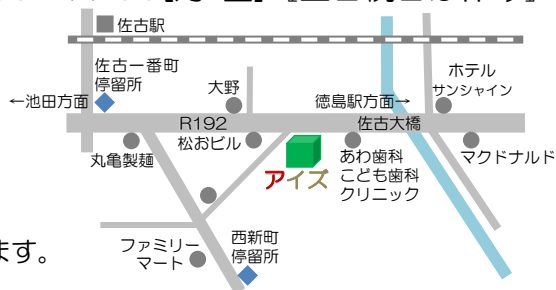 佐古駅
佐古一番町
停留所
←池田方面
大野
徳島駅方面→
ホテル
サンシャイン
R192
佐古大橋
丸亀製麺
松おビル
アイズ
あわ歯科
こども歯科
クリニック
マクドナルド
ます。
ファミリー
マート
西新町
停留所